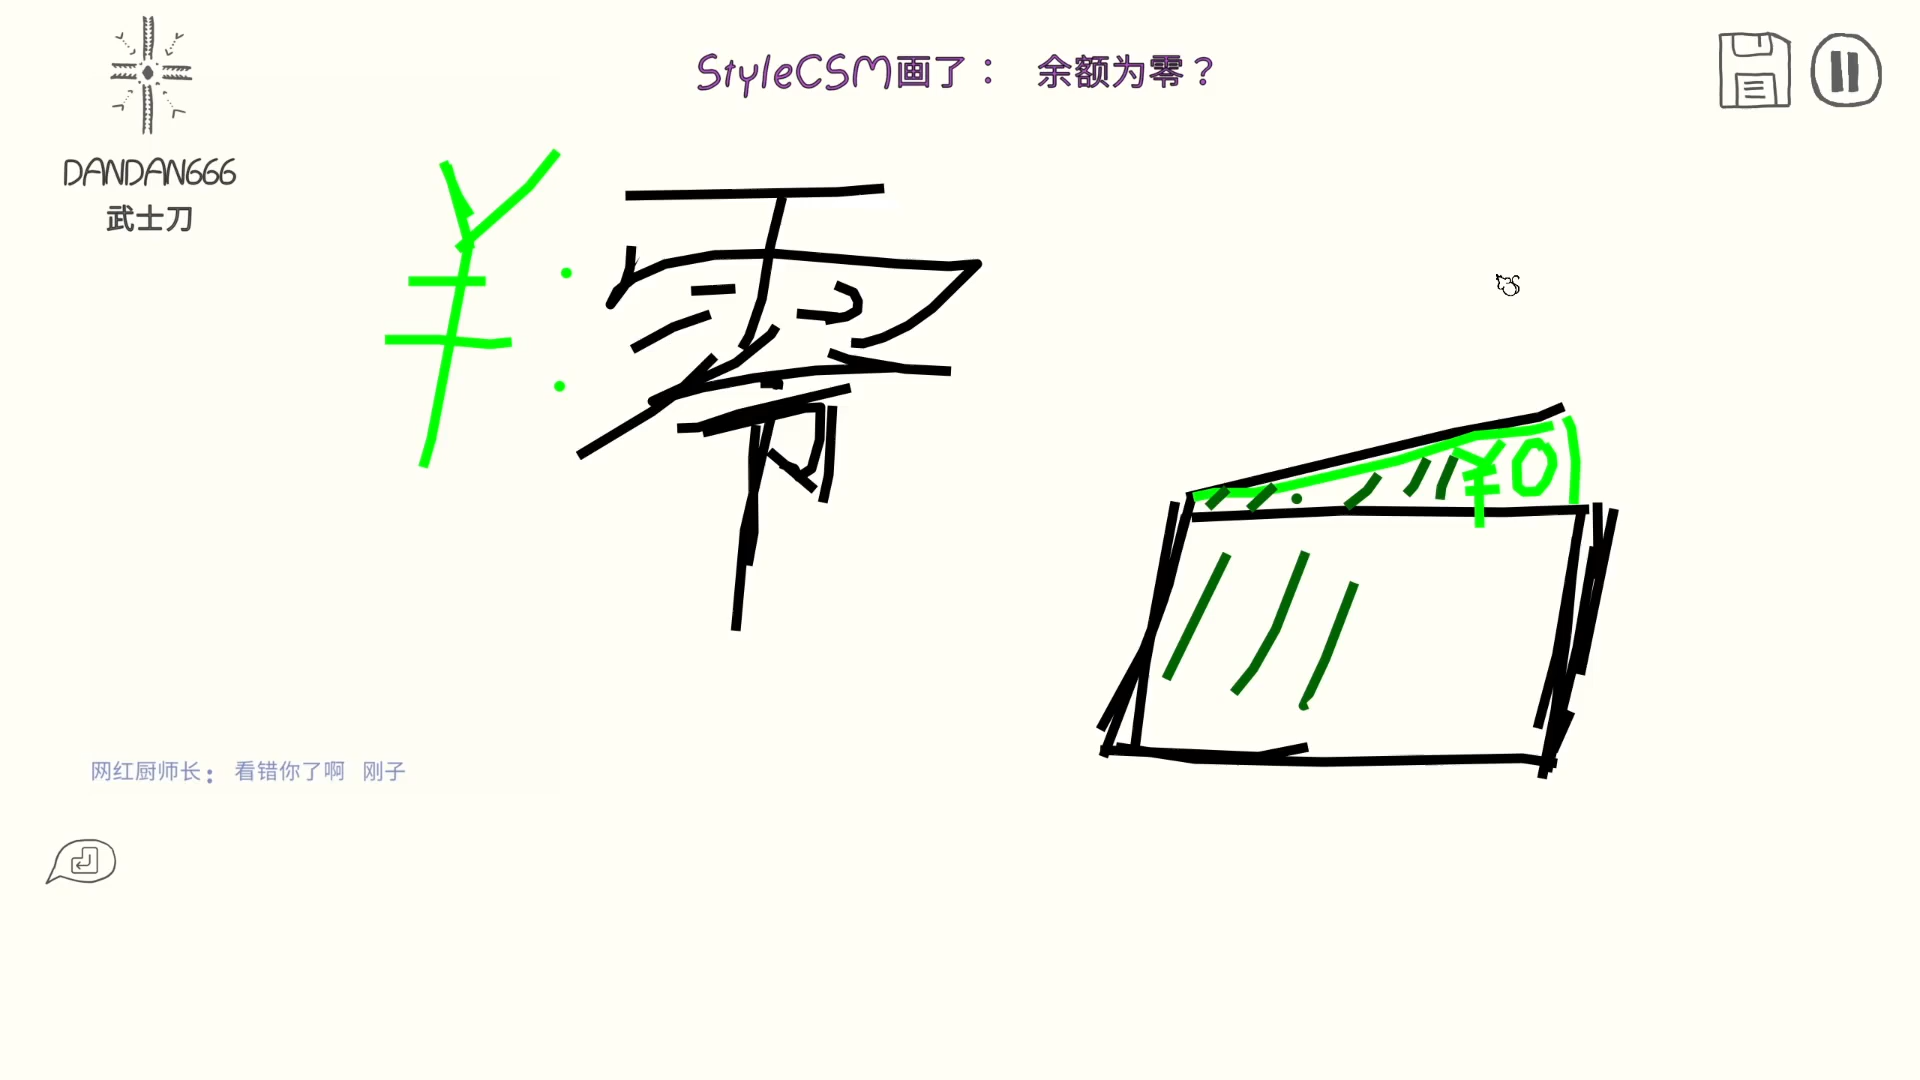 StyleCSM画了： 余额为零？
DANDAN666
武士刀
¥：零
¥0
网红厨师长： 看错你了啊 刚子